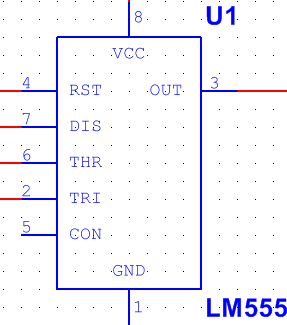 8 U1
VCC
4 RST OUT 3
7 DIS
6 THR
2 TRI
5 CON
GND
1 LM555